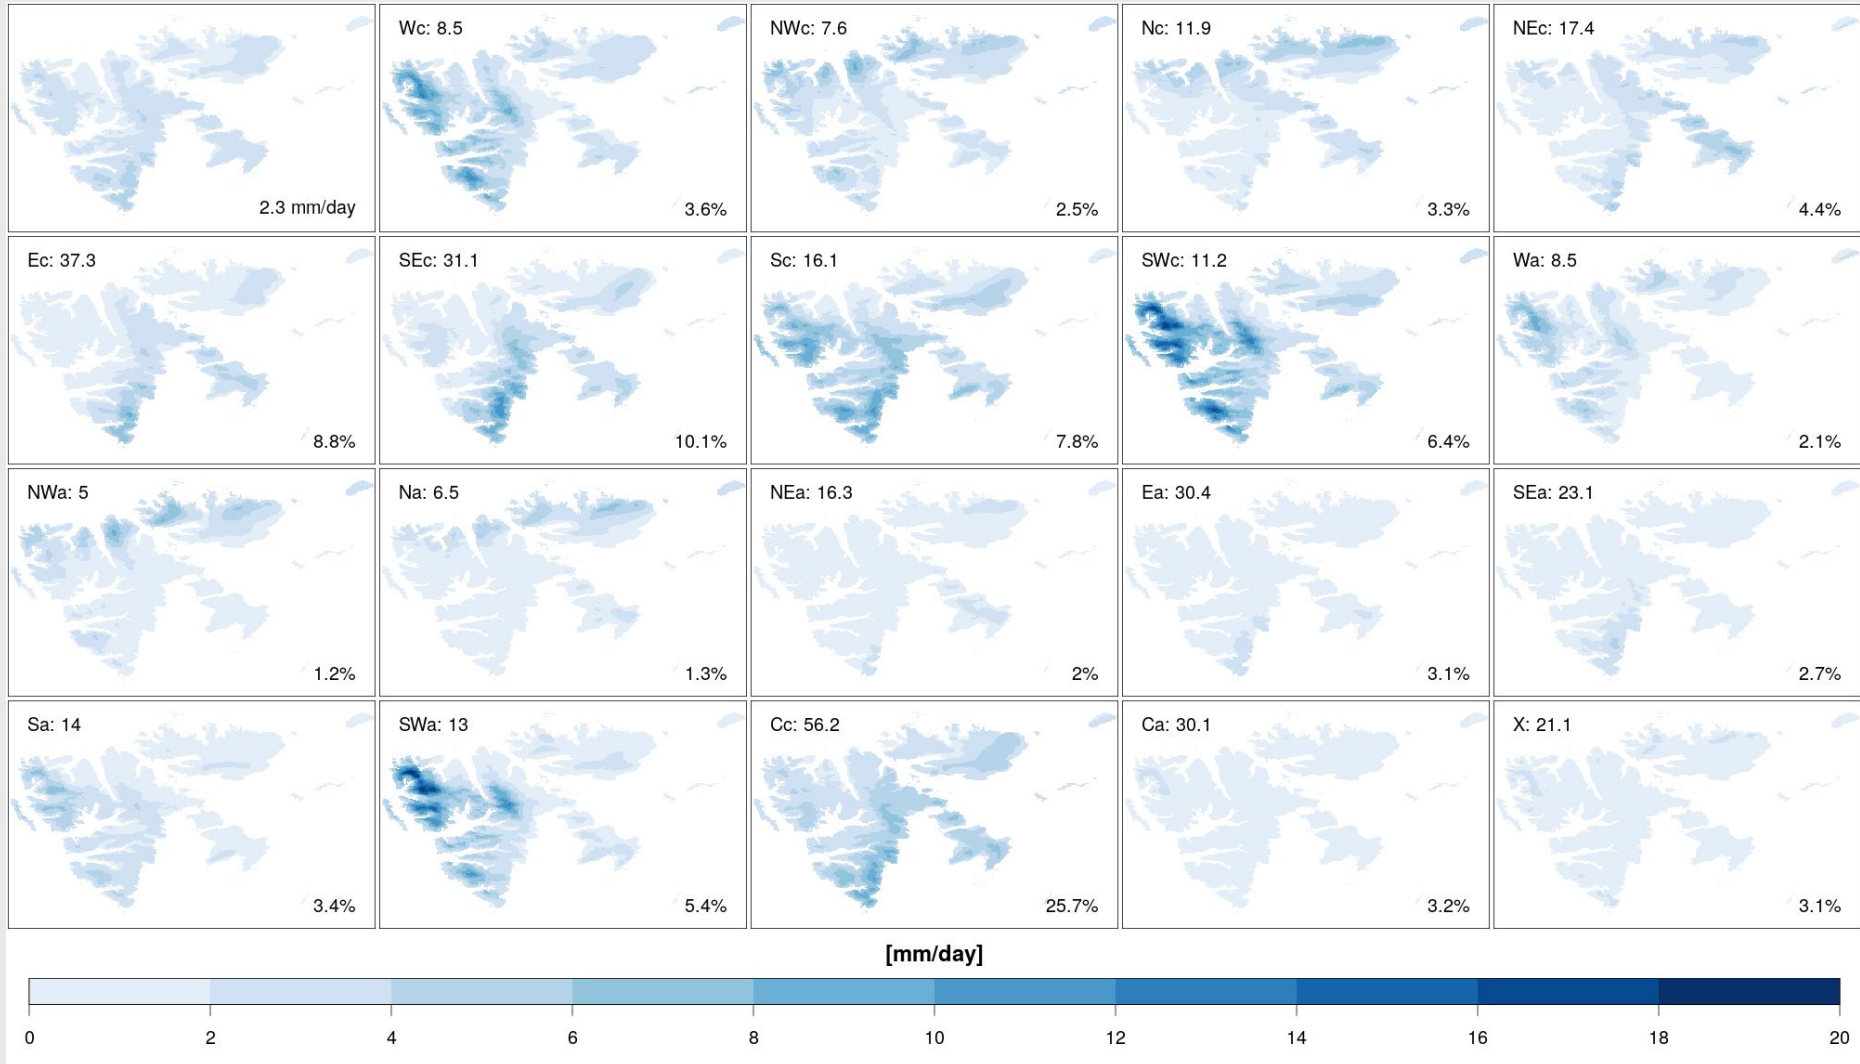 2.3 mm/day
Wc: 8.5
3.6%
NWc: 7.6
2.5%
Nc: 11.9
3.3%
NEc: 17.4
4.4%
Ec: 37.3
8.8%
SEc: 31.1
10.1%
Sc: 16.1
7.8%
SWc: 11.2
6.4%
Wa: 8.5
2.1%
NWa: 5
1.2%
Na: 6.5
1.3%
NEa: 16.3
2%
Ea: 30.4
3.1%
SEa: 23.1
2.7%
Sa: 14
3.4%
SWa: 13
5.4%
Cc: 56.2
25.7%
Ca: 30.1
3.2%
X: 21.1
3.1%
[mm/day]
0 2 4 6 8 10 12 14 16 18 20